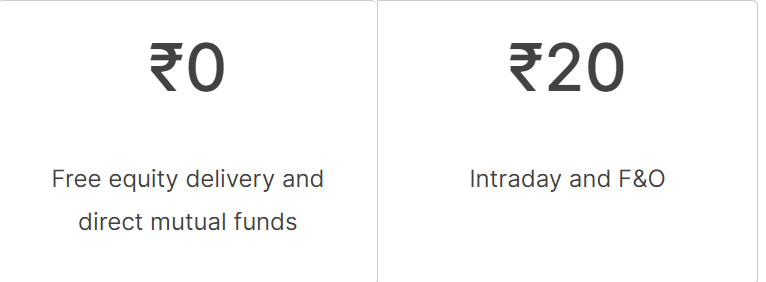 ₹0
Free equity delivery and
direct mutual funds
₹20
Intraday and F&O